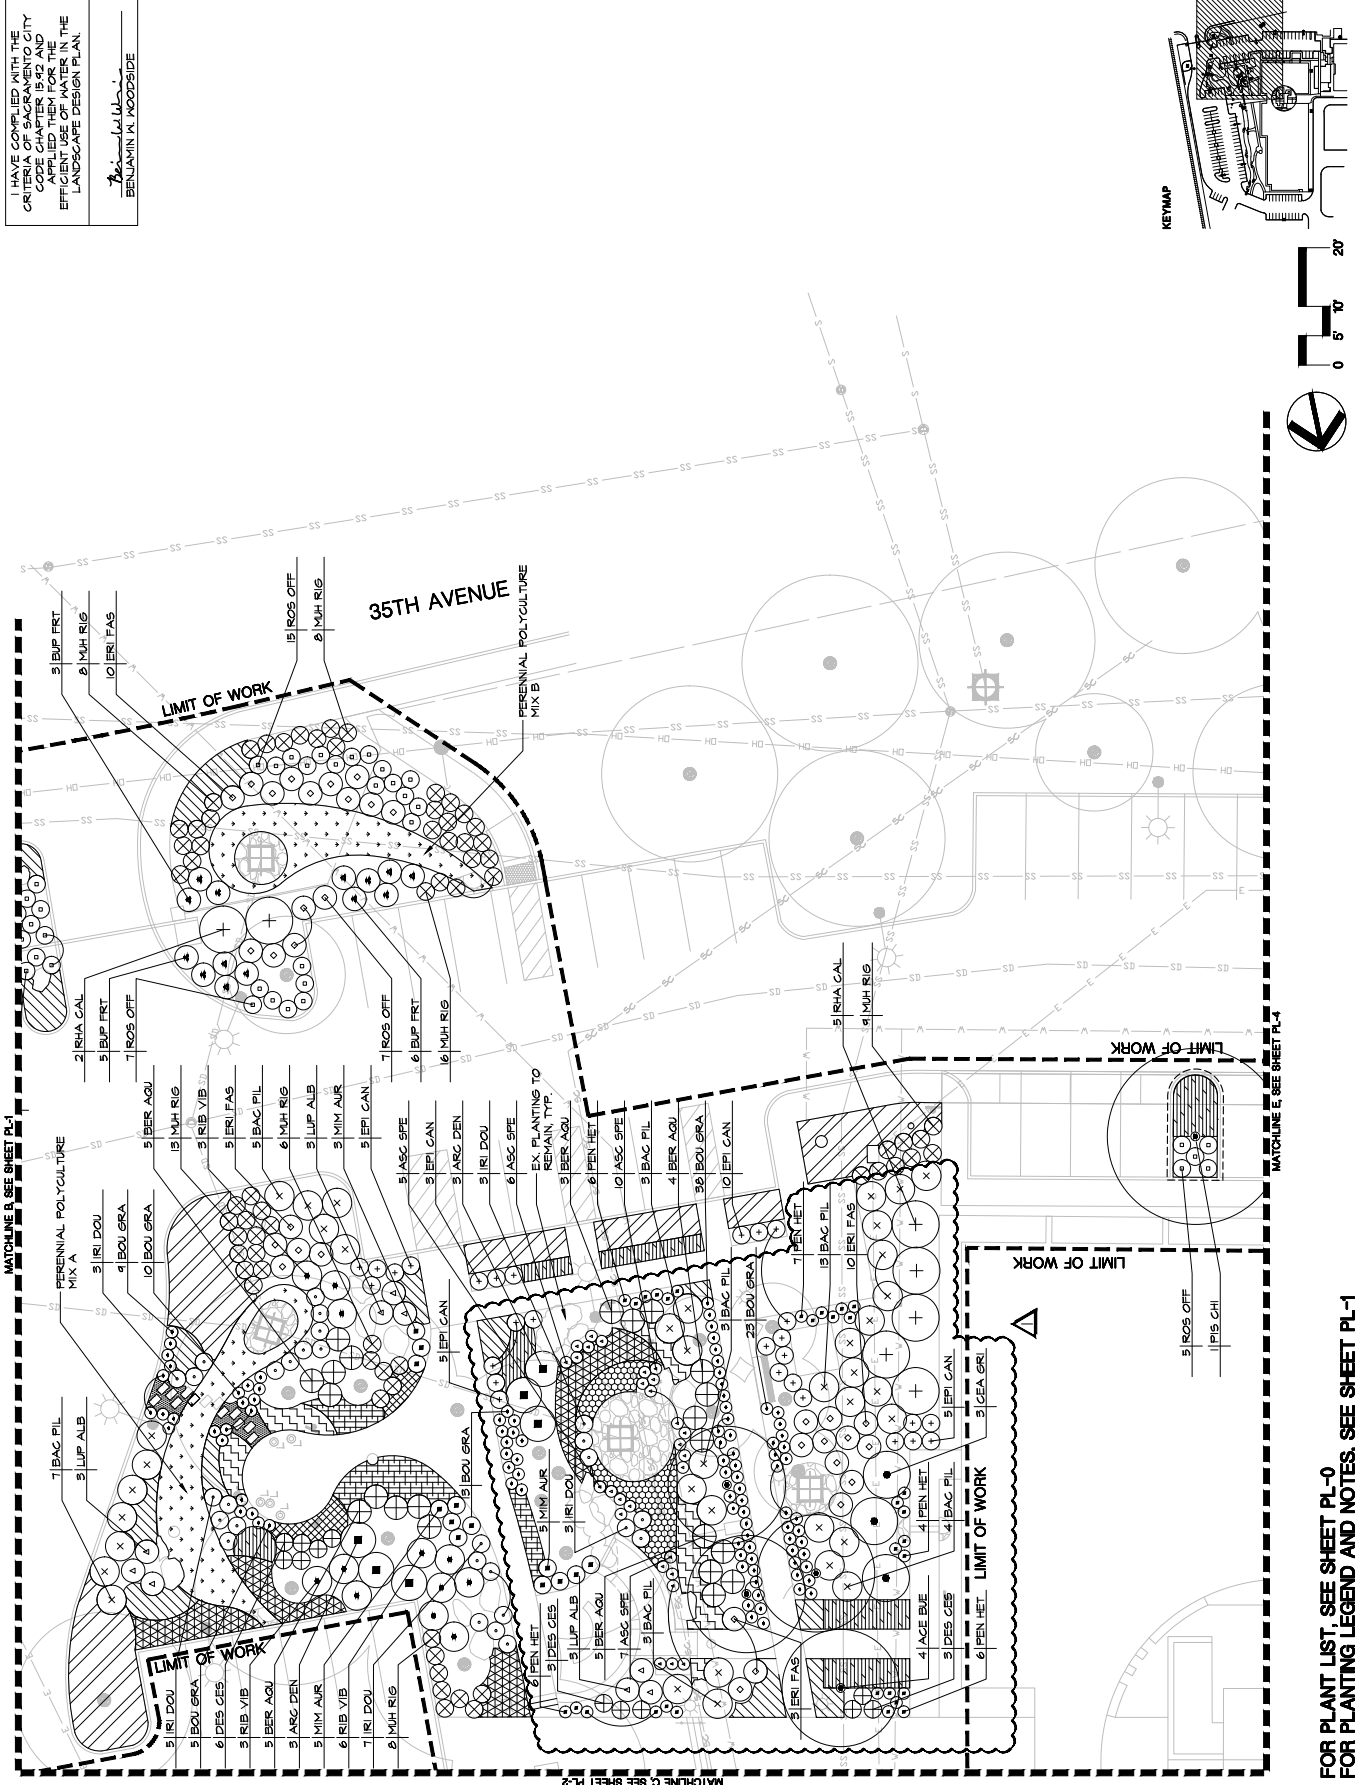 I HAVE COMPLIED WITH THE
CRITERIA OF SACRAMENTO CITY
CODE CHAPTER 15.92 AND
APPLIED THEM FOR THE
EFFICIENT USE OF WATER IN THE
LANDSCAPE DESIGN PLAN.
BENJAMIN W. WOODSIDE
KEYMAP
0 5' 10' 20'
MATCHLINE B, SEE SHEET PL-1
3 BUP FRT
8 MUH RIG
10 ERI FAS
15 ROS OFF
8 MUH RIG
35TH AVENUE
LIMIT OF WORK
PERENNIAL POLYCULTURE
MIX B
2 RHA CAL
5 BUP FRT
7 ROS OFF
7 ROS OFF
6 BUP FRT
16 MUH RIG
5 BER AQU
13 MUH RIG
3 RIB VIB
5 ERI FAS
5 BAC PIL
6 MUH RIG
3 LUP ALB
3 MIM AUR
5 EPI CAN
PERENNIAL POLYCULTURE
MIX A
3 IRI DOU
9 BOU GRA
10 BOU GRA
7 BAC PIL
3 LUP ALB
5 ASC SPE
3 EPI CAN
3 ARC DEN
3 IRI DOU
6 ASC SPE
EX. PLANTING TO
REMAIN, TYP.
3 BER AQU
6 PEN HET
10 ASC SPE
3 BAC PIL
4 BER AQU
38 BOU GRA
10 EPI CAN
5 RHA CAL
9 MUH RIG
LIMIT OF WORK
MATCHLINE E, SEE SHEET PL-4
5 EPI CAN
3 BOU GRA
3 BAC PIL
23 BOU GRA
7 PEN HET
13 BAC PIL
10 ERI FAS
LIMIT OF WORK
5 ROS OFF
1 PIS CHI
5 EPI CAN
3 CEA GRI
5 MIM AUR
3 IRI DOU
4 PEN HET
4 BAC PIL
LIMIT OF WORK
6 PEN HET
3 DES CES
3 LUP ALB
5 BER AQU
7 ASC SPE
3 BAC PIL
3 ERI FAS
4 ACE BUE
3 DES CES
6 PEN HET
LIMIT OF WORK
5 IRI DOU
5 BOU GRA
6 DES CES
3 RIB VIB
5 BER AQU
3 ARC DEN
5 MIM AUR
6 RIB VIB
7 IRI DOU
8 MUH RIG
MATCHLINE C, SEE SHEET PL-2
FOR PLANT LIST, SEE SHEET PL-0
FOR PLANTING LEGEND AND NOTES, SEE SHEET PL-1